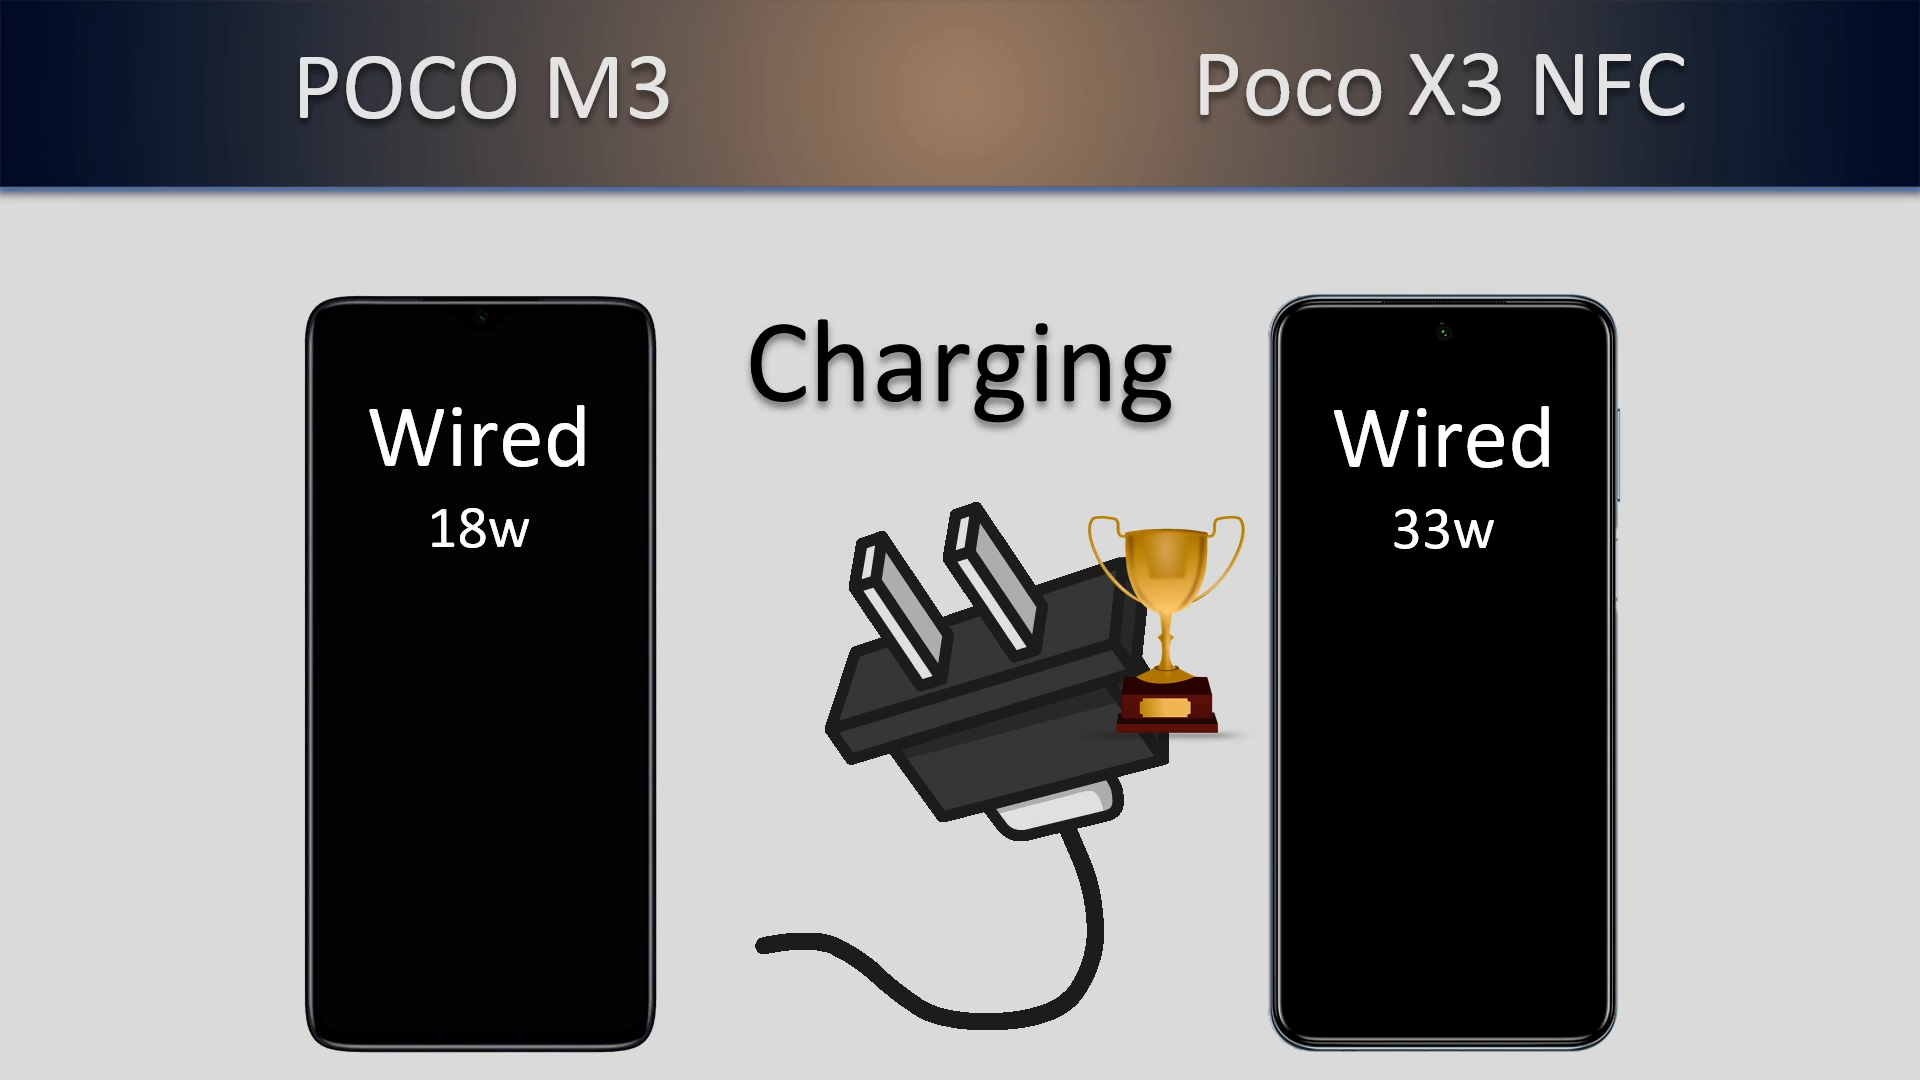 POCO M3
Poco X3 NFC
Charging
Wired
18w
Wired
33w